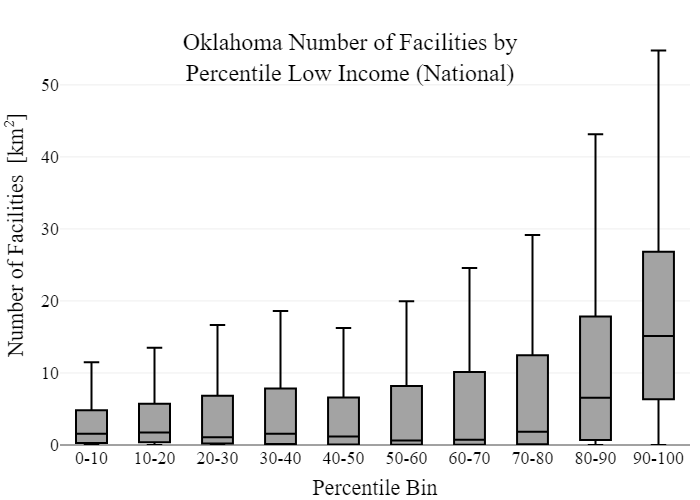 Oklahoma Number of Facilities by
Percentile Low Income (National)
Number of Facilities [km²]
50
40
30
20
10
0
0-10 10-20 20-30 30-40 40-50 50-60 60-70 70-80 80-90 90-100
Percentile Bin